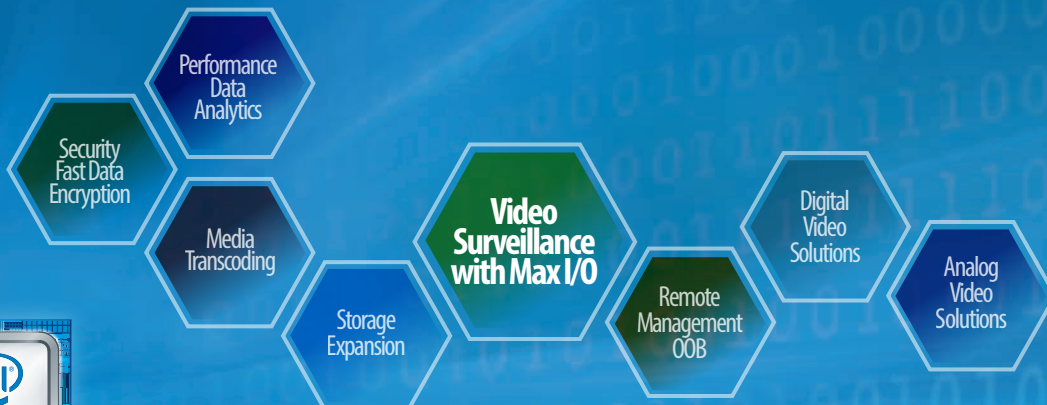 Performance
Data
Analytics
Security
Fast Data
Encryption
Media
Transcoding
Storage
Expansion
Video
Surveillance
with Max I/O
Remote
Management
OOB
Digital
Video
Solutions
Analog
Video
Solutions